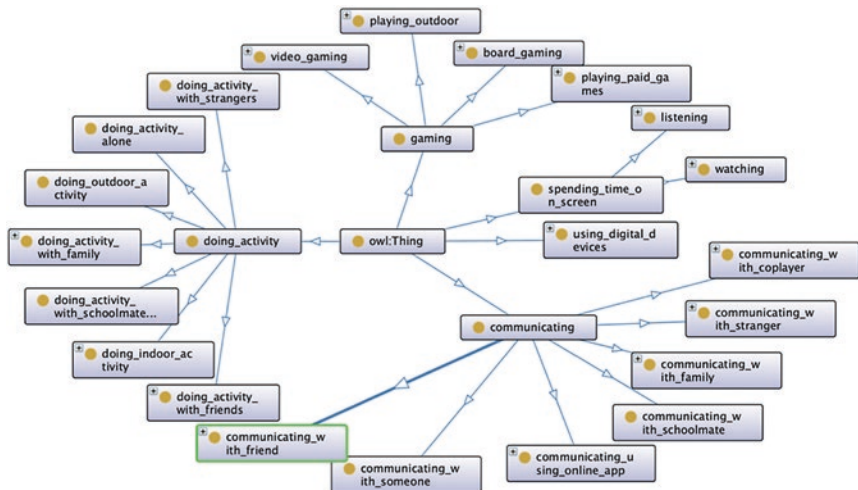 playing_outdoor
video_gaming
board_gaming
doing_activity_
with_strangers
playing_paid_ga
mes
listening
doing_activity_
alone
gaming
watching
doing_outdoor_a
ctivity
spending_time_o
n_screen
doing_activity_
with_family
doing_activity
owl:Thing
using_digital_d
evices
communicating_w
ith_coplayer
doing_activity_
with_schoolmate...
communicating
communicating_w
ith_stranger
doing_indoor_ac
tivity
communicating_w
ith_family
doing_activity_
with_friends
communicating_w
ith_schoolmate
communicating_w
ith_friend
communicating_w
ith_someone
communicating_u
sing_online_app